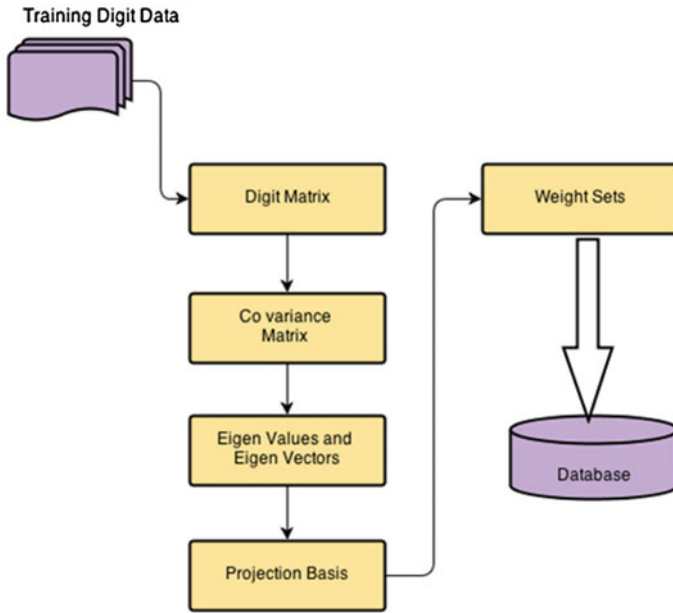 Training Digit Data
Digit Matrix
Co variance
Matrix
Eigen Values and
Eigen Vectors
Projection Basis
Weight Sets
Database